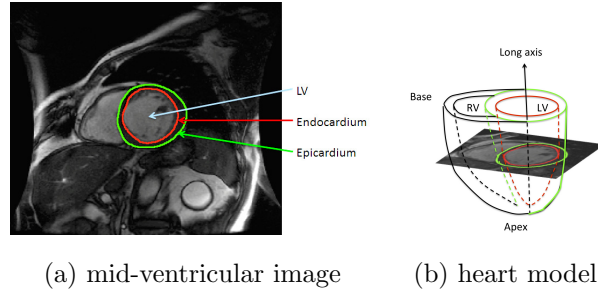 LV
Endocardium
Epicardium
Long axis
Base
RV
LV
Apex
(a) mid-ventricular image
(b) heart model